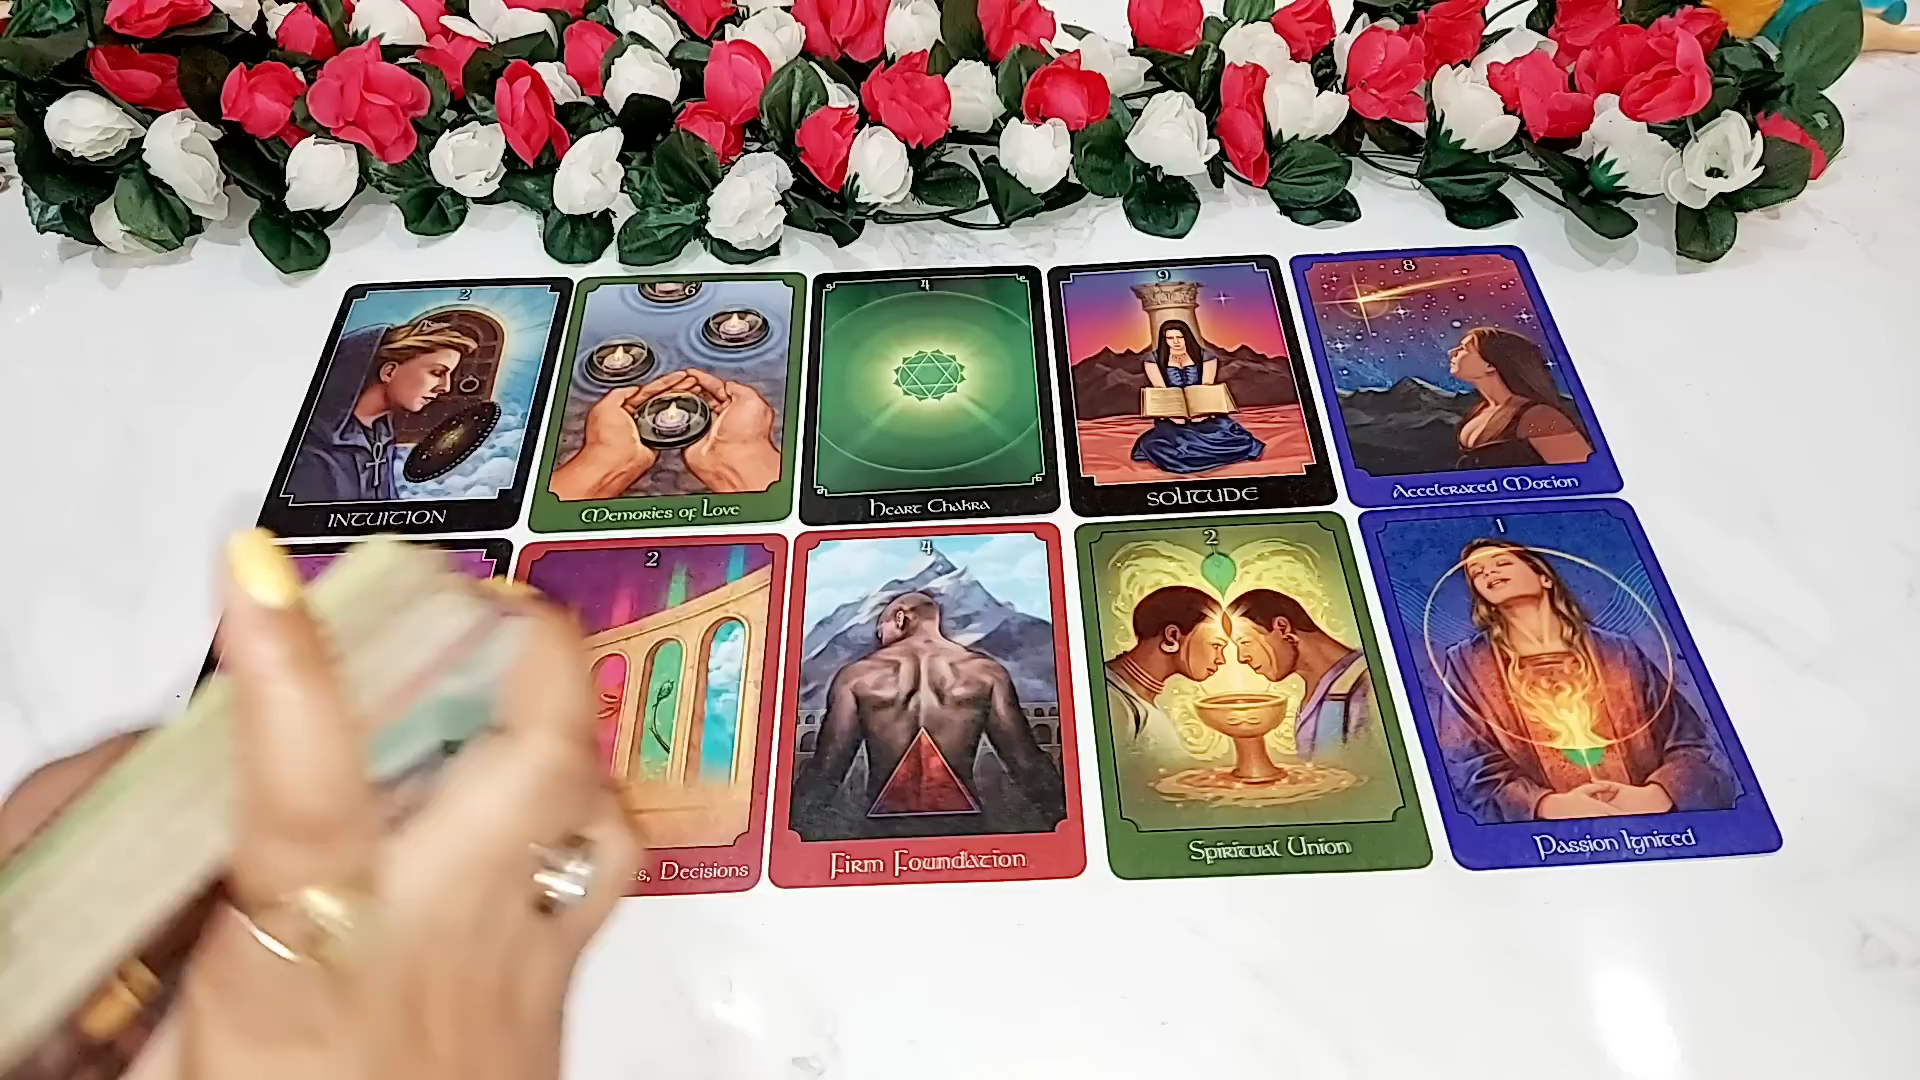 2
INTUITION
6
Memories of Love
4
Heart Chakra
9
SOLITUDE
8
Accelerated Motion
2
Decisions
4
Firm Foundation
2
Spiritual Union
1
Passion Ignited